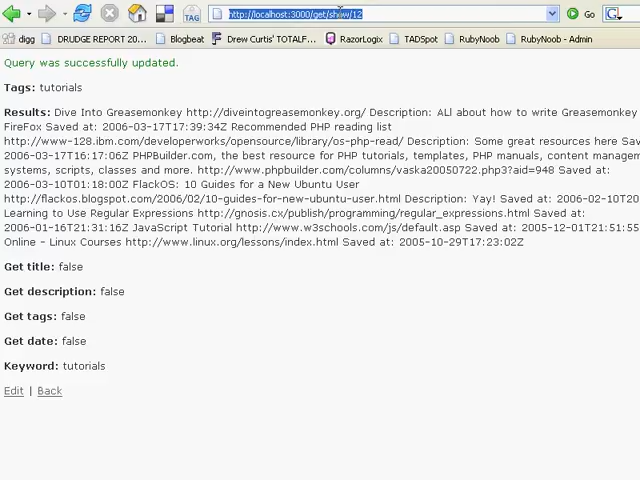 http://localhost:3000/get/show/12
Go
TAG
digg DRUDGE REPORT 20... Blogbeat Drew Curtis' TOTALF... RazorLogix TADSpot RubyNoob RubyNoob - Admin
Query was successfully updated.
Tags: tutorials
Results: Dive Into Greasemonkey http://diveintogreasemonkey.org/ Description: ALl about how to write Greasemonkey
FireFox Saved at: 2006-03-17T17:39:34Z Recommended PHP reading list
http://www-128.ibm.com/developerworks/opensource/library/os-php-read/ Description: Some great resources here Sav
2006-03-17T16:17:06Z PHPBuilder.com, the best resource for PHP tutorials, templates, PHP manuals, content managem
systems, scripts, classes and more. http://www.phpbuilder.com/columns/vaska20050722.php3?aid=948 Saved at:
2006-03-10T01:18:00Z FlackOS: 10 Guides for a New Ubuntu User
http://flackos.blogspot.com/2006/02/10-guides-for-new-ubuntu-user.html Description: Yay! Saved at: 2006-02-10T20
Learning to Use Regular Expressions http://gnosis.cx/publish/programming/regular_expressions.html Saved at:
2006-01-16T21:31:16Z JavaScript Tutorial http://www.w3schools.com/js/default.asp Saved at: 2005-12-01T21:51:55
Online - Linux Courses http://www.linux.org/lessons/index.html Saved at: 2005-10-29T17:23:02Z
Get title: false
Get description: false
Get tags: false
Get date: false
Keyword: tutorials
Edit | Back